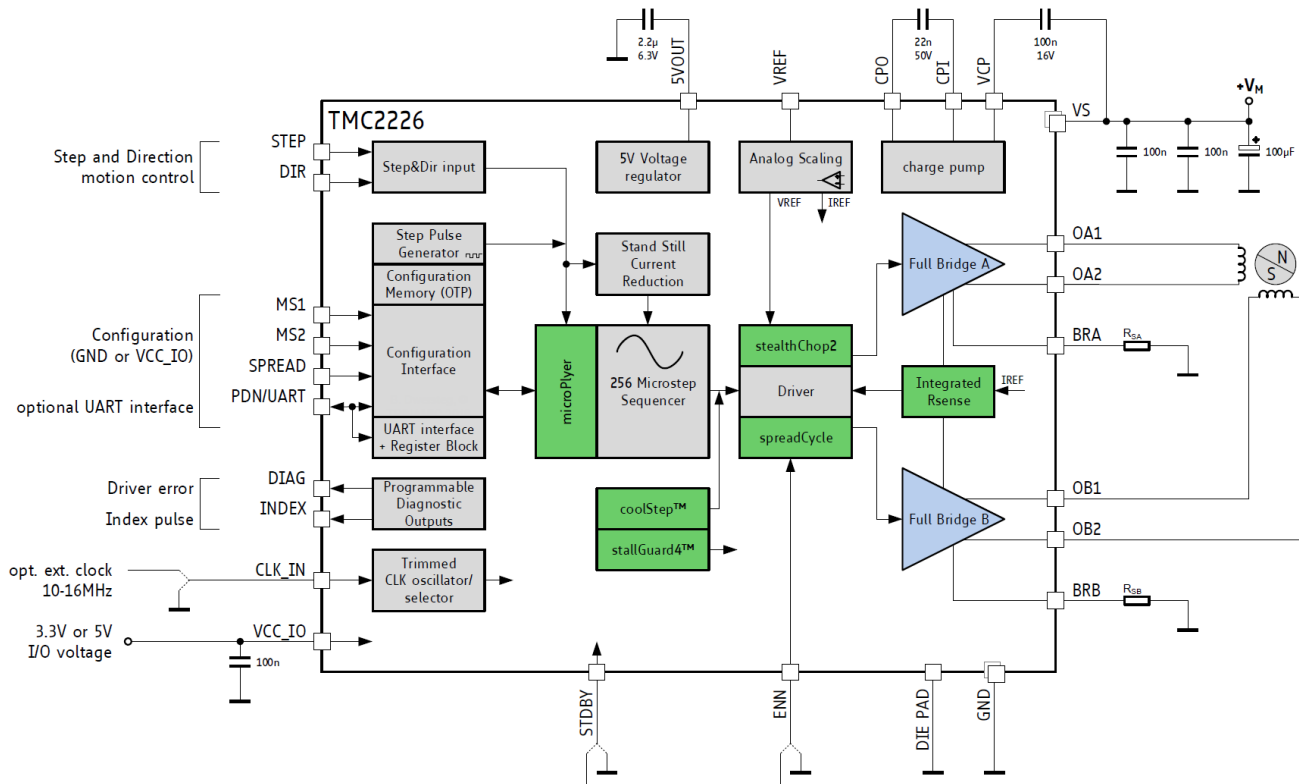 2.2µ
6.3V
5VOUT
VREF
CPO
22n
50V
CPI
VCP
100n
16V
+VM
VS
100n
100n
+
100µF
TMC2226
Step and Direction
motion control
STEP
DIR
Step&Dir input
5V Voltage
regulator
Analog Scaling
VREF
IREF
charge pump
Step Pulse
Generator
Configuration
Memory (OTP)
Stand Still
Current
Reduction
Full Bridge A
OA1
OA2
N
S
Configuration
(GND or VCC_IO)
optional UART interface
MS1
MS2
SPREAD
PDN/UART
Configuration
Interface
UART interface
+ Register Block
microPlyer
256 Microstep
Sequencer
stealthChop2
Driver
spreadCycle
Integrated
Rsense
IREF
BRA
RSA
Driver error
Index pulse
DIAG
INDEX
Programmable
Diagnostic
Outputs
coolStep™
stallGuard4™
Full Bridge B
OB1
OB2
BRB
RSB
opt. ext. clock
10-16MHz
CLK_IN
Trimmed
CLK oscillator/
selector
3.3V or 5V
I/O voltage
VCC_IO
100n
STDBY
ENN
DIE PAD
GND